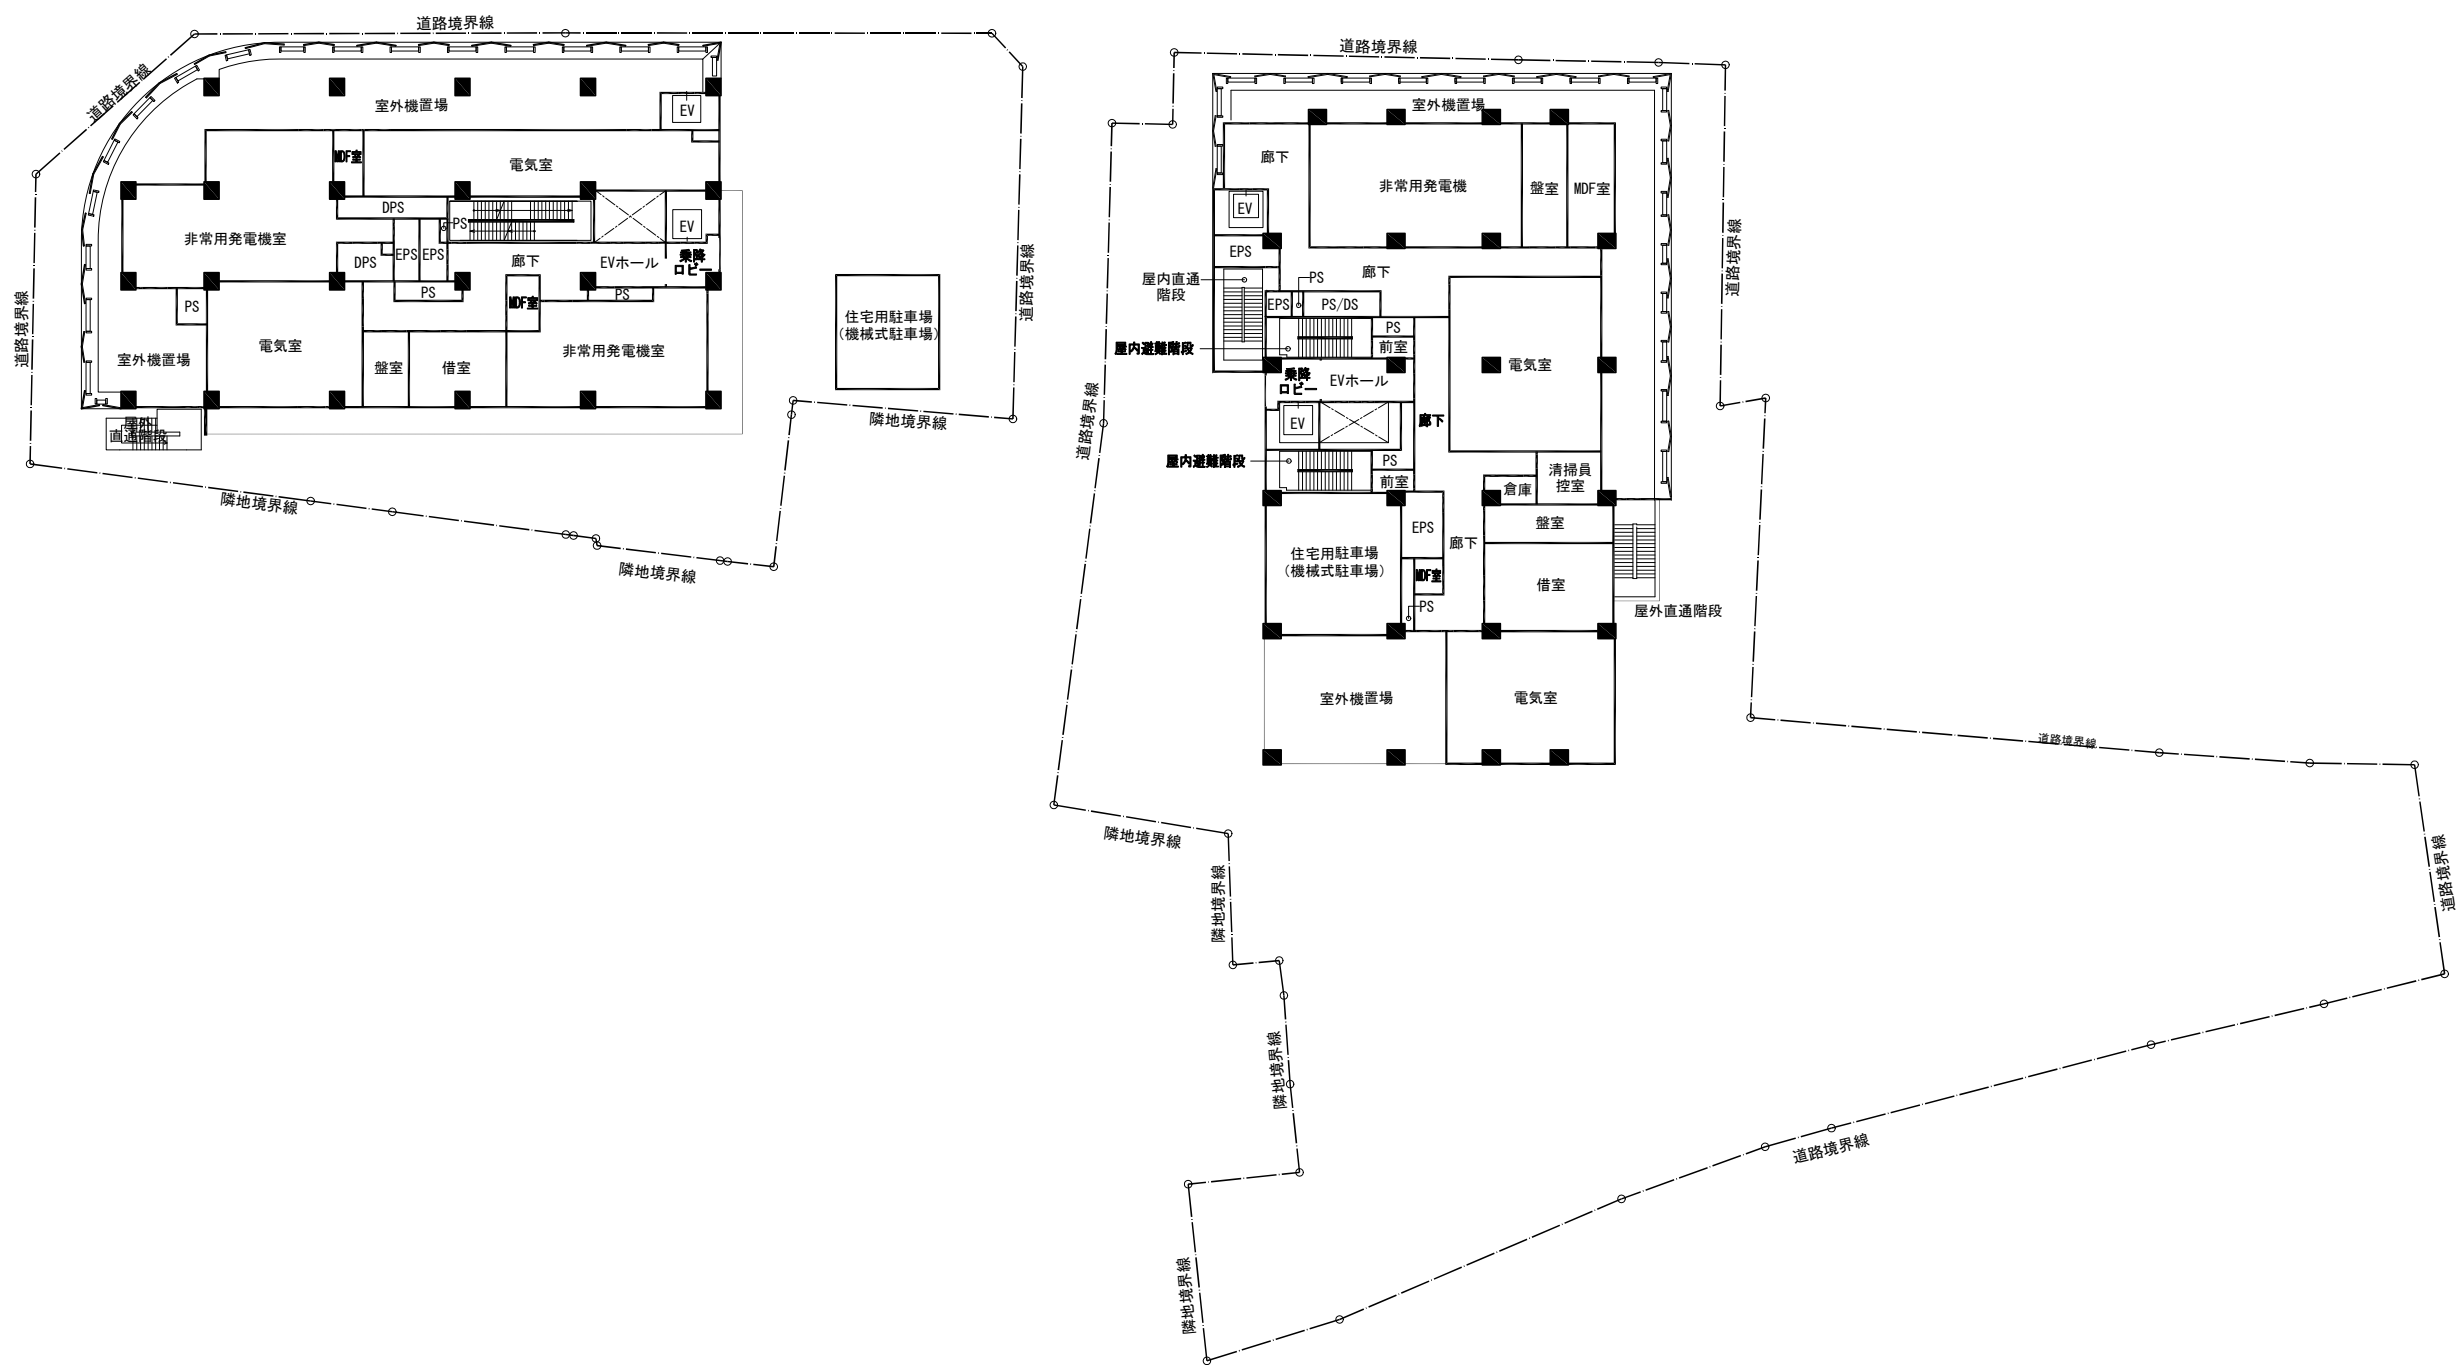 道路境界線
道路境界線
道路境界線
道路境界線
隣地境界線
隣地境界線
隣地境界線
室外機置場
EV
MDF室
電気室
DPS
PS
EV
非常用発電機室
EPS
EPS
DPS
廊下
EVホール
乗降
ロビー
PS
MDF室
PS
PS
電気室
室外機置場
盤室
借室
非常用発電機室
屋外
直通階段
住宅用駐車場
(機械式駐車場)
道路境界線
道路境界線
道路境界線
室外機置場
廊下
非常用発電機
盤室
MDF室
EV
EPS
廊下
屋内直通
階段
PS
EPS
PS/DS
PS
前室
屋内避難階段
乗降
ロビー
EVホール
電気室
廊下
EV
屋内避難階段
PS
前室
清掃員
控室
倉庫
盤室
EPS
廊下
住宅用駐車場
(機械式駐車場)
MDF室
借室
PS
屋外直通階段
室外機置場
電気室
道路境界線
道路境界線
隣地境界線
隣地境界線
隣地境界線
道路境界線
隣地境界線